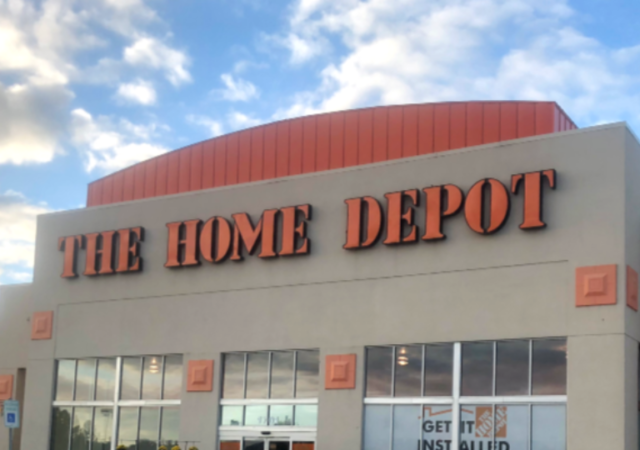 THE HOME DEPOT
GET IT
INSTALLED